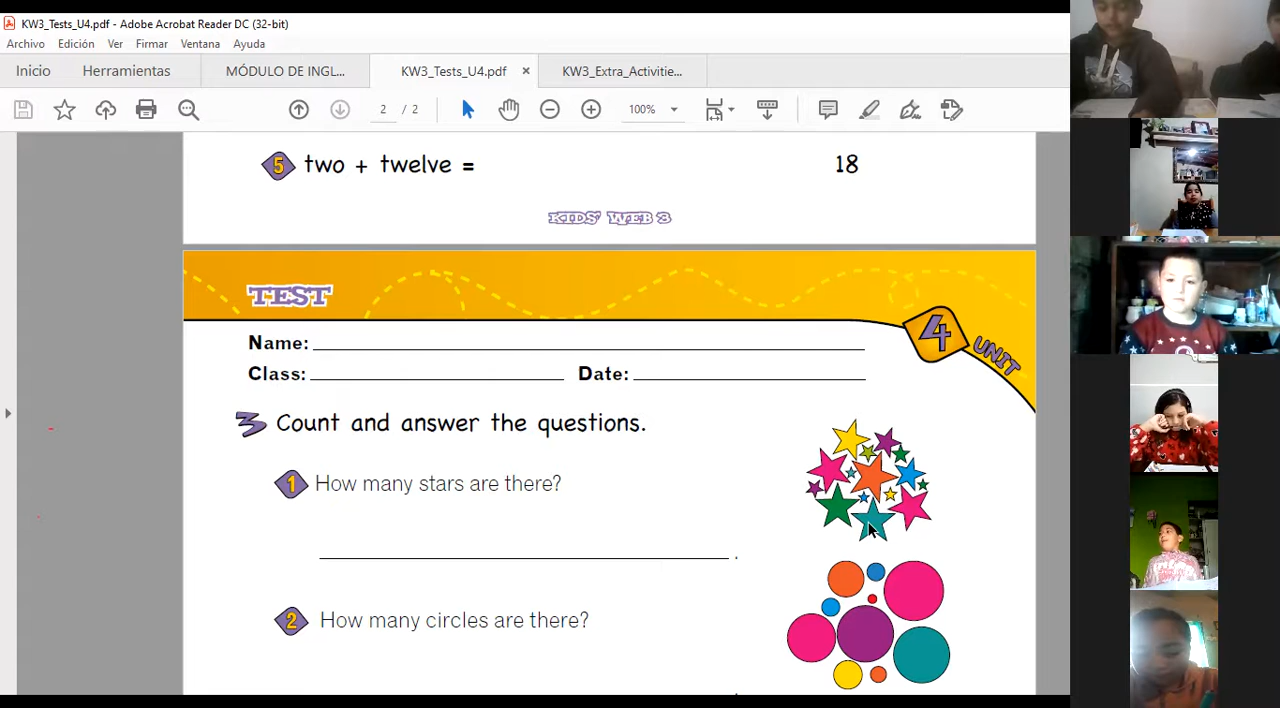 KW3_Tests_U4.pdf - Adobe Acrobat Reader DC (32-bit)
Archivo Edición Ver Firmar Ventana Ayuda
Inicio Herramientas MÓDULO DE INGL... KW3_Tests_U4.pdf × KW3_Extra_Activitie...
2 / 2 100%
5 two + twelve = 18
KIDS' WEB 3
TEST
4
UNIT
Name:
Class: Date:
3 Count and answer the questions.
1 How many stars are there?
.
2 How many circles are there?